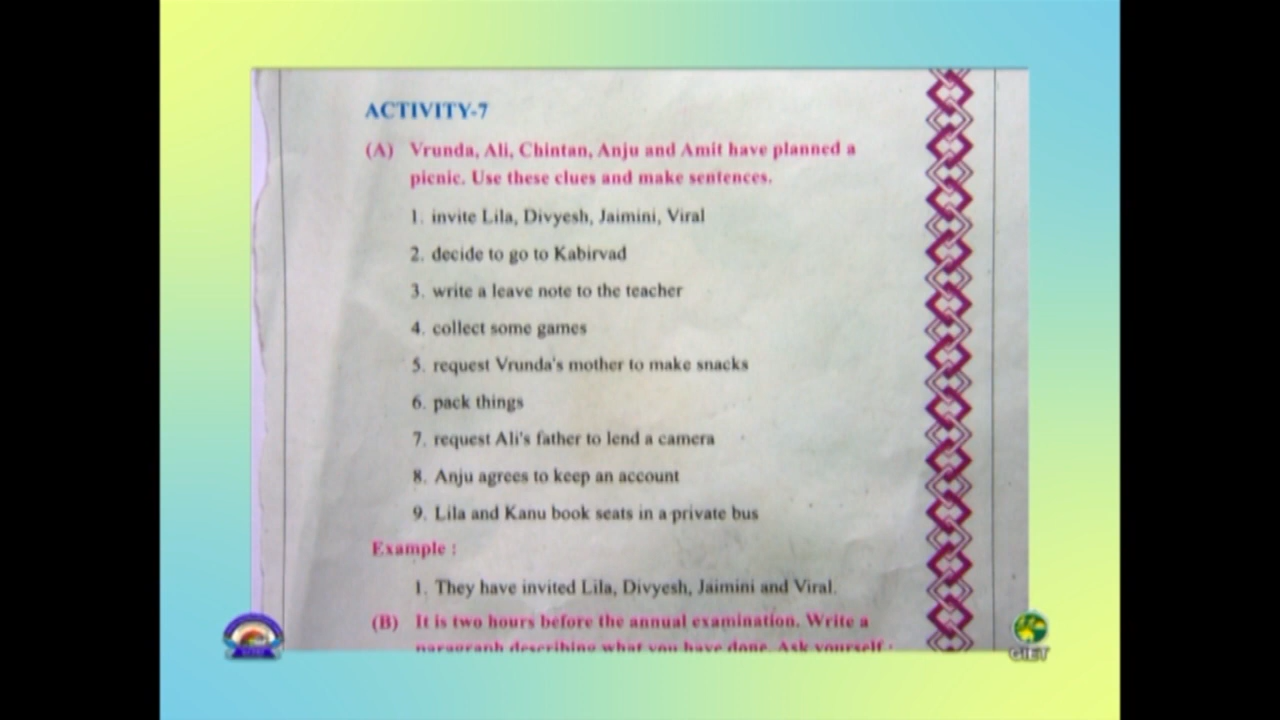 ACTIVITY-7
(A) Vrunda, Ali, Chintan, Anju and Amit have planned a
picnic. Use these clues and make sentences.
1. invite Lila, Divyesh, Jaimini, Viral
2. decide to go to Kabirvad
3. write a leave note to the teacher
4. collect some games
5. request Vrunda's mother to make snacks
6. pack things
7. request Ali's father to lend a camera
8. Anju agrees to keep an account
9. Lila and Kanu book seats in a private bus
Example :
1. They have invited Lila, Divyesh, Jaimini and Viral.
(B) It is two hours before the annual examination. Write a
paragraph describing what you have done. Ask yourself :
GIET